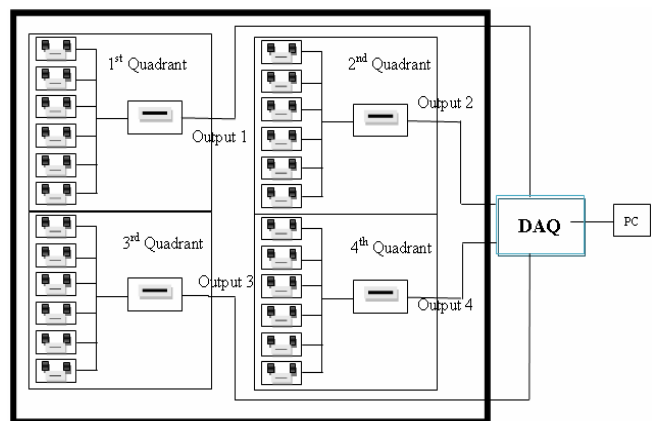 1st Quadrant
2nd Quadrant
Output 1
Output 2
3rd Quadrant
4th Quadrant
Output 3
Output 4
DAQ
PC